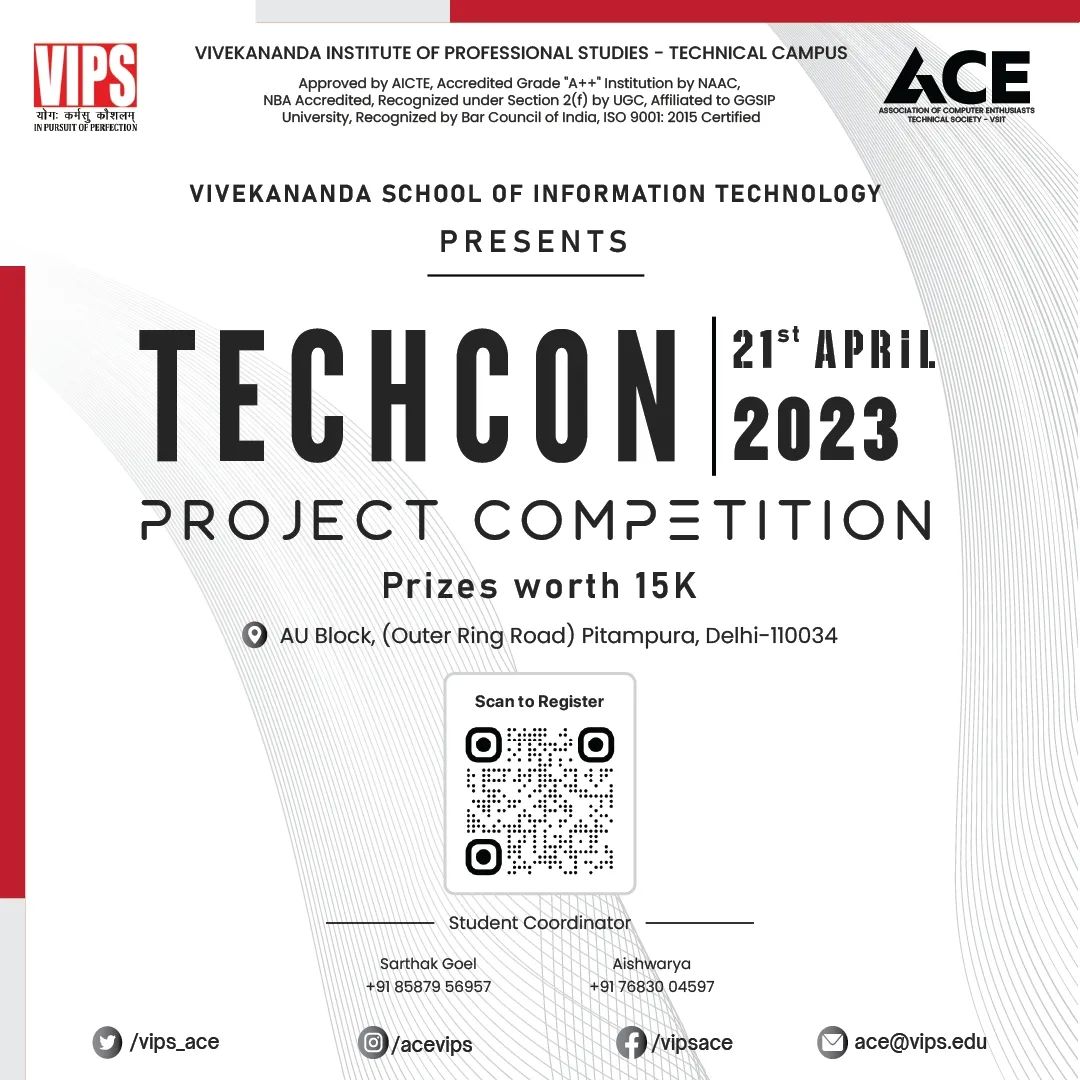 VIPS
योगः कर्मसु कौशलम्
IN PURSUIT OF PERFECTION
VIVEKANANDA INSTITUTE OF PROFESSIONAL STUDIES - TECHNICAL CAMPUS
Approved by AICTE, Accredited Grade "A++" Institution by NAAC,
NBA Accredited, Recognized under Section 2(f) by UGC, Affiliated to GGSIP
University, Recognized by Bar Council of India, ISO 9001: 2015 Certified
ACE
ASSOCIATION OF COMPUTER ENTHUSIASTS
TECHNICAL SOCIETY - VSIT
VIVEKANANDA SCHOOL OF INFORMATION TECHNOLOGY
PRESENTS
TECHCON
21st APRiL
2023
PROJECT COMPETITION
Prizes worth 15K
AU Block, (Outer Ring Road) Pitampura, Delhi-110034
Scan to Register
Student Coordinator
Sarthak Goel
+91 85879 56957
Aishwarya
+91 76830 04597
/vips_ace
/acevips
/vipsace
ace@vips.edu